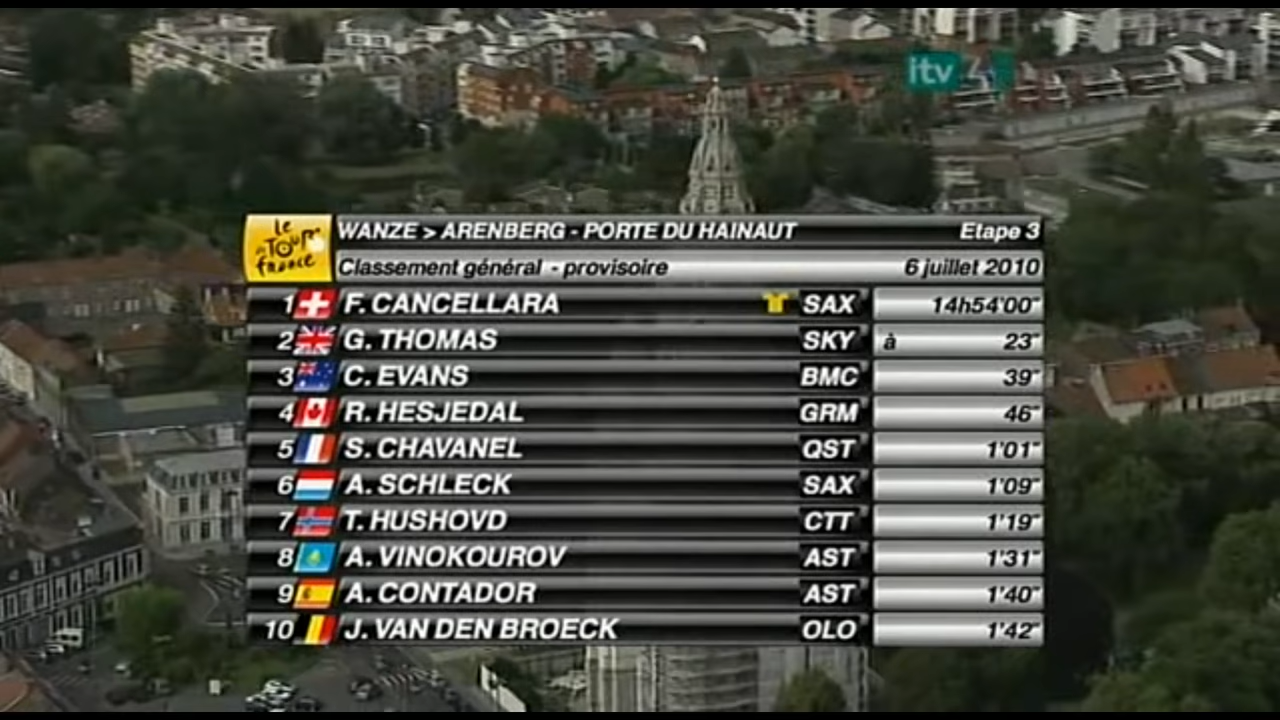 itv4
le
TOUR
de
france
WANZE > ARENBERG - PORTE DU HAINAUT Etape 3
Classement général - provisoire 6 juillet 2010
1 F. CANCELLARA SAX 14h54'00"
2 G. THOMAS SKY à 23"
3 C. EVANS BMC 39"
4 R. HESJEDAL GRM 46"
5 S. CHAVANEL QST 1'01"
6 A. SCHLECK SAX 1'09"
7 T. HUSHOVD CTT 1'19"
8 A. VINOKOUROV AST 1'31"
9 A. CONTADOR AST 1'40"
10 J. VAN DEN BROECK OLO 1'42"